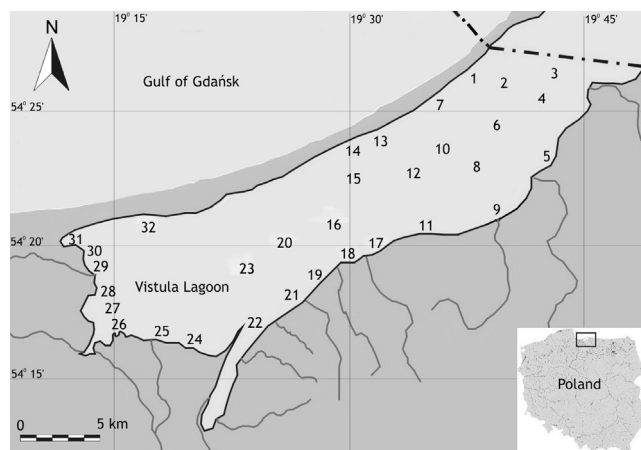 19° 15' 19° 30' 19° 45'
N
Gulf of Gdańsk
54° 25'
54° 20'
54° 15'
1 2 3
4
7
6
13
14
10
5
15 12 8
9
16 11
32
31 20 17
30 18
29 23 19
Vistula Lagoon
28 21
27
26 25 24 22
0 5 km
Poland